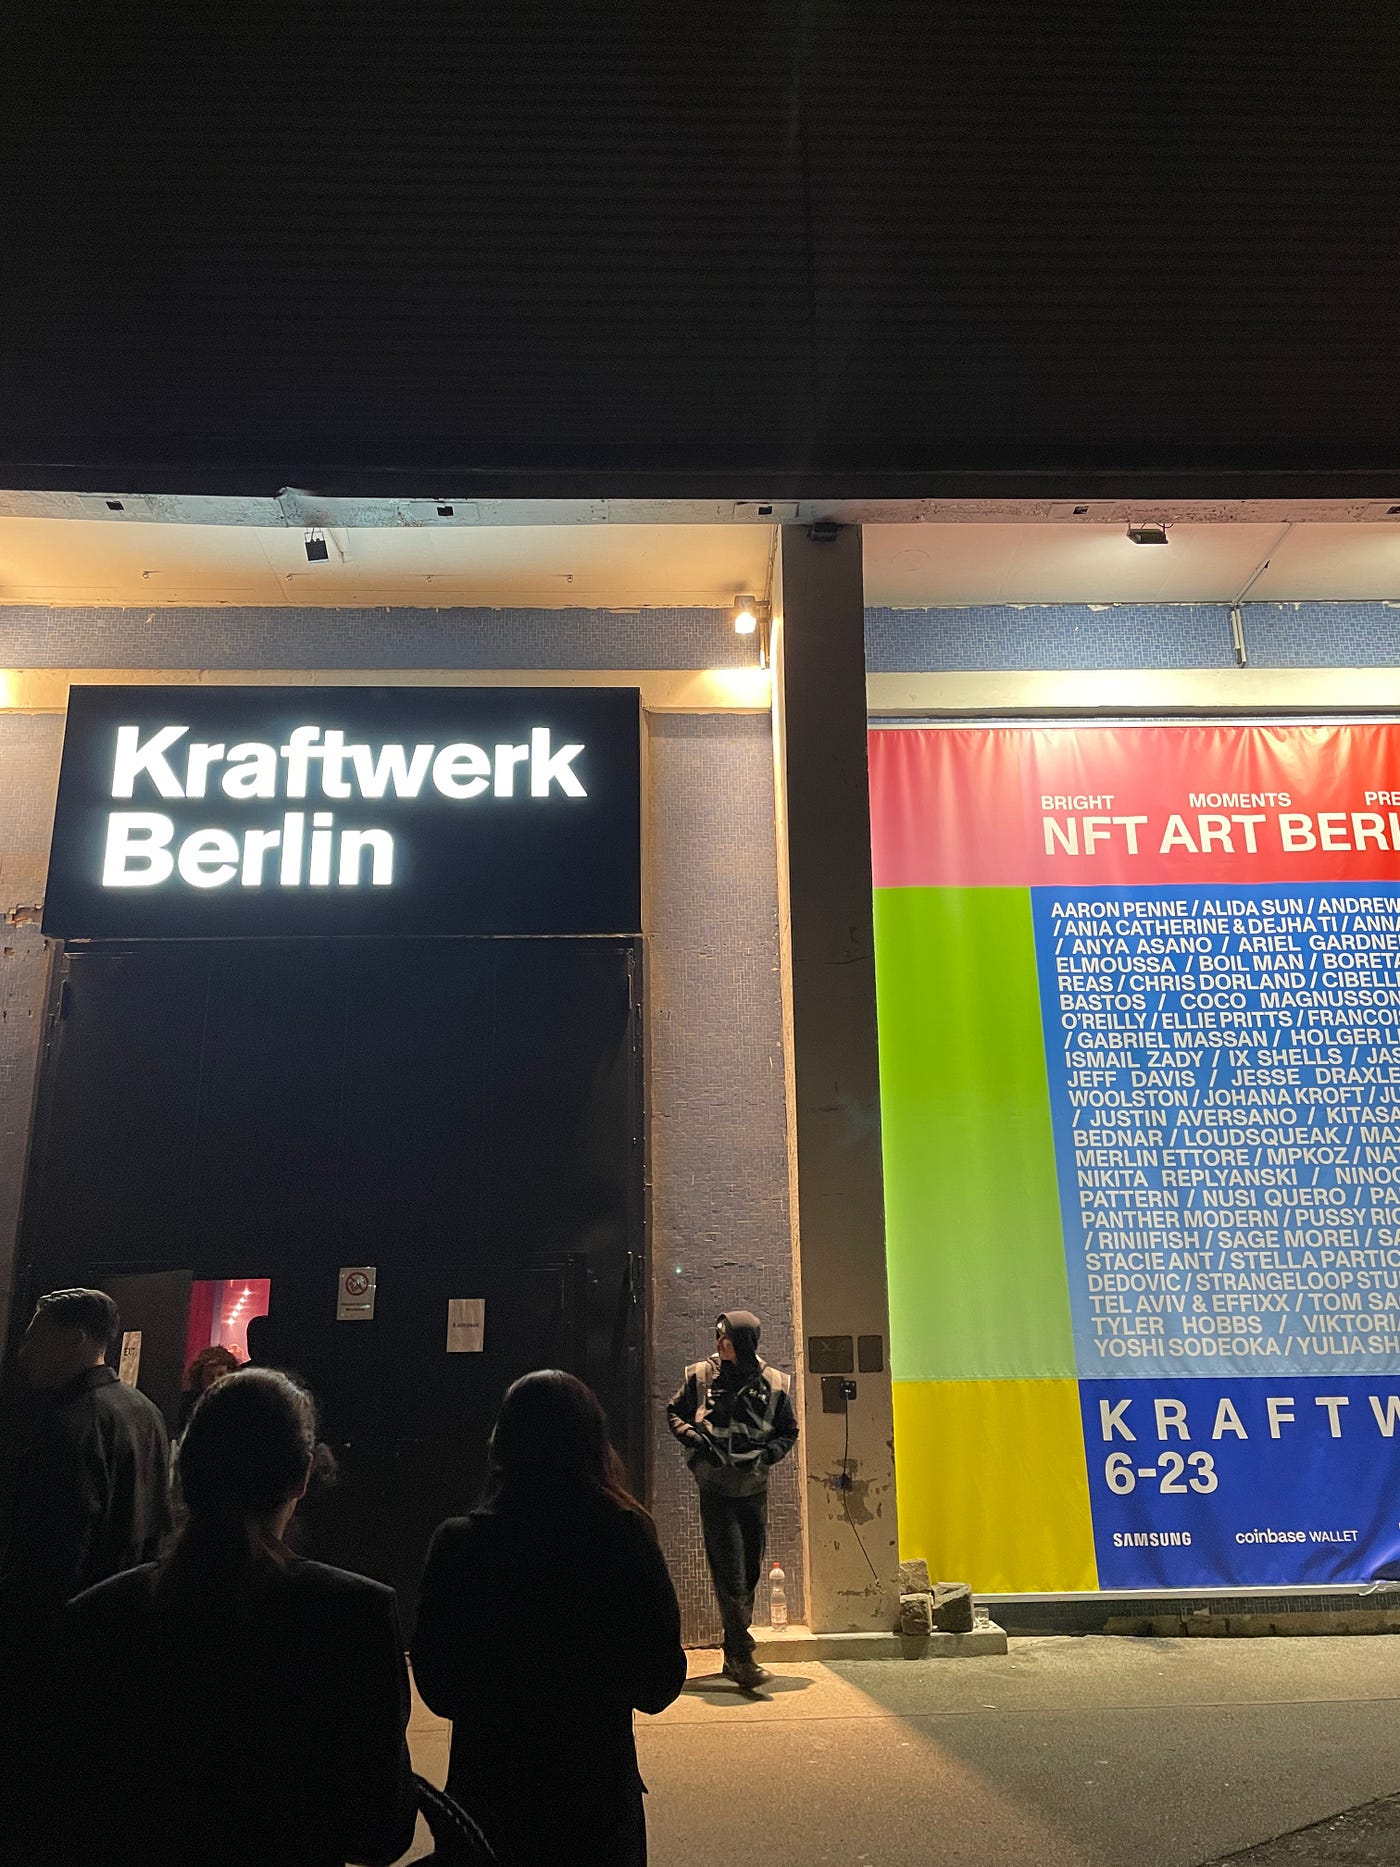 Kraftwerk
Berlin
EXIT
BRIGHT MOMENTS PRE
NFT ART BERL
AARON PENNE / ALIDA SUN / ANDREW
/ ANIA CATHERINE & DEJHA TI / ANNA
/ ANYA ASANO / ARIEL GARDNE
ELMOUSSA / BOIL MAN / BORETA
REAS / CHRIS DORLAND / CIBELLE
BASTOS / COCO MAGNUSSON
O'REILLY / ELLIE PRITTS / FRANCOI
/ GABRIEL MASSAN / HOLGER LI
ISMAIL ZADY / IX SHELLS / JAS
JEFF DAVIS / JESSE DRAXLE
WOOLSTON / JOHANA KROFT / JU
/ JUSTIN AVERSANO / KITASA
BEDNAR / LOUDSQUEAK / MAX
MERLIN ETTORE / MPKOZ / NAT
NIKITA REPLYANSKI / NINO
PATTERN / NUSI QUERO / PA
PANTHER MODERN / PUSSY RIO
/ RINIIFISH / SAGE MOREI / SA
STACIE ANT / STELLA PARTIC
DEDOVIC / STRANGELOOP STU
TEL AVIV & EFFIXX / TOM SA
TYLER HOBBS / VIKTORI
YOSHI SODEOKA / YULIA SH
KRAFTW
6-23
SAMSUNG coinbase WALLET